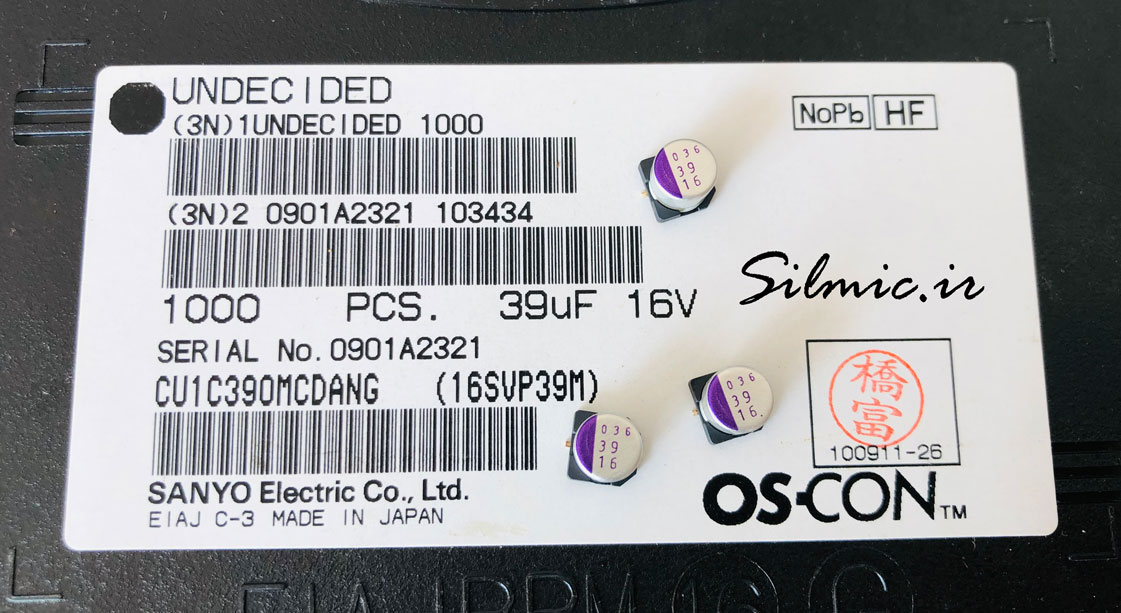 UNDECIDED
(3N)1UNDECIDED 1000
NoPb HF
036
39
16
(3N)2 0901A2321 103434
Silmic.ir
1000 PCS. 39uF 16V
SERIAL No.0901A2321
CU1C390MCDANG (16SVP39M)
036
39
16.
036
39
16
橋富
100911-26
SANYO Electric Co., Ltd.
EIAJ C-3 MADE IN JAPAN
OS-CON™